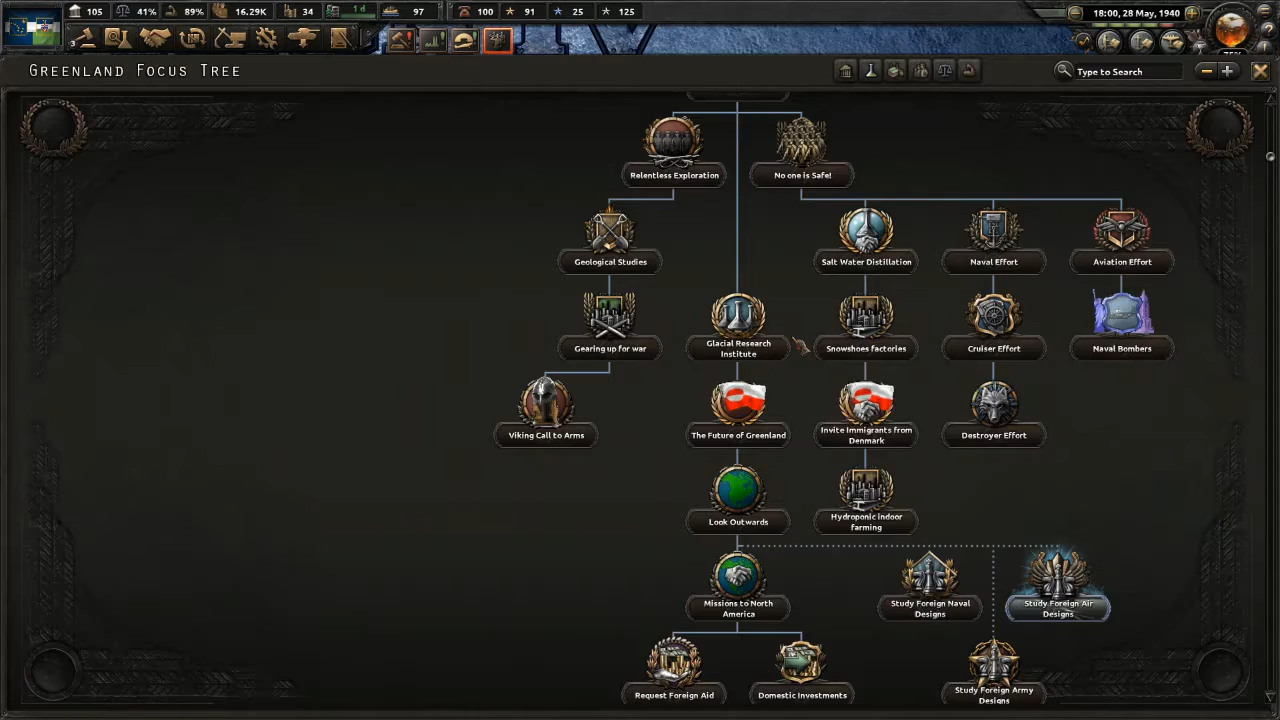 105 41% 89% 16.29K 34 1 d 97 100 91 25 125
18:00, 28 May, 1940
3
75%
GREENLAND FOCUS TREE
Type to Search
Relentless Exploration
No one is Safe!
Geological Studies
Salt Water Distillation
Naval Effort
Aviation Effort
Gearing up for war
Glacial Research
Institute
Snowshoes factories
Cruiser Effort
Naval Bombers
Viking Call to Arms
The Future of Greenland
Invite Immigrants from
Denmark
Destroyer Effort
Look Outwards
Hydroponic indoor
farming
Missions to North
America
Study Foreign Naval
Designs
Study Foreign Air
Designs
Request Foreign Aid
Domestic Investments
Study Foreign Army
Designs